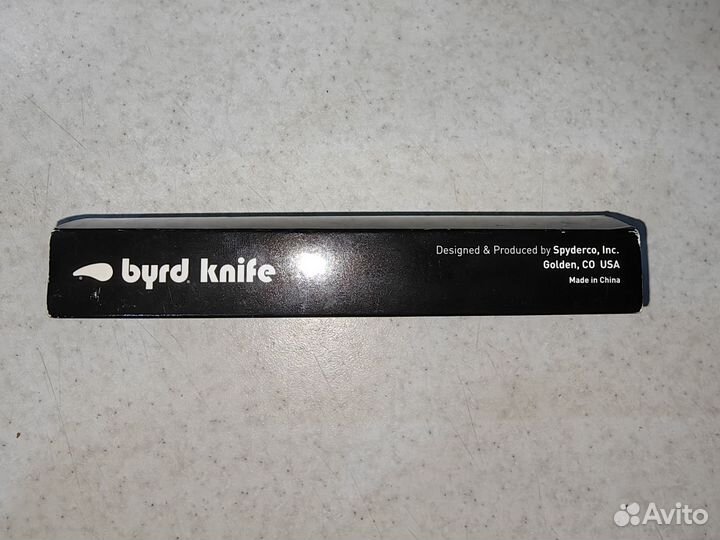 byrd knife
Designed & Produced by Spyderco, Inc.
Golden, CO USA
Made in China
Avito